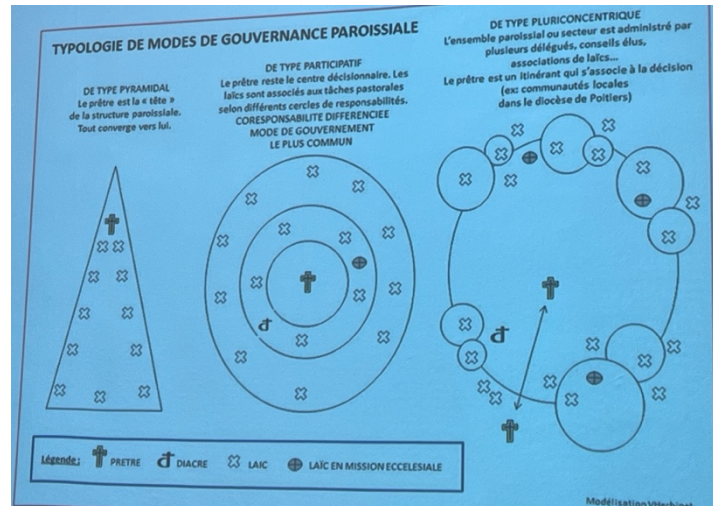 TYPOLOGIE DE MODES DE GOUVERNANCE PAROISSIALE
DE TYPE PYRAMIDAL
Le prêtre est la « tête »
de la structure paroissiale.
Tout converge vers lui.
DE TYPE PARTICIPATIF
Le prêtre reste le centre décisionnaire. Les
laïcs sont associés aux tâches pastorales
selon différents cercles de responsabilités.
CORESPONSABILITE DIFFERENCIEE
MODE DE GOUVERNEMENT
LE PLUS COMMUN
DE TYPE PLURICONCENTRIQUE
L'ensemble paroissial ou secteur est administré par
plusieurs délégués, conseils élus,
associations de laïcs...
Le prêtre est un itinérant qui s'associe à la décision
(ex: communautés locales
dans le diocèse de Poitiers)
Légende :
PRETRE
DIACRE
LAIC
LAÏC EN MISSION ECCELESIALE
Modélisation